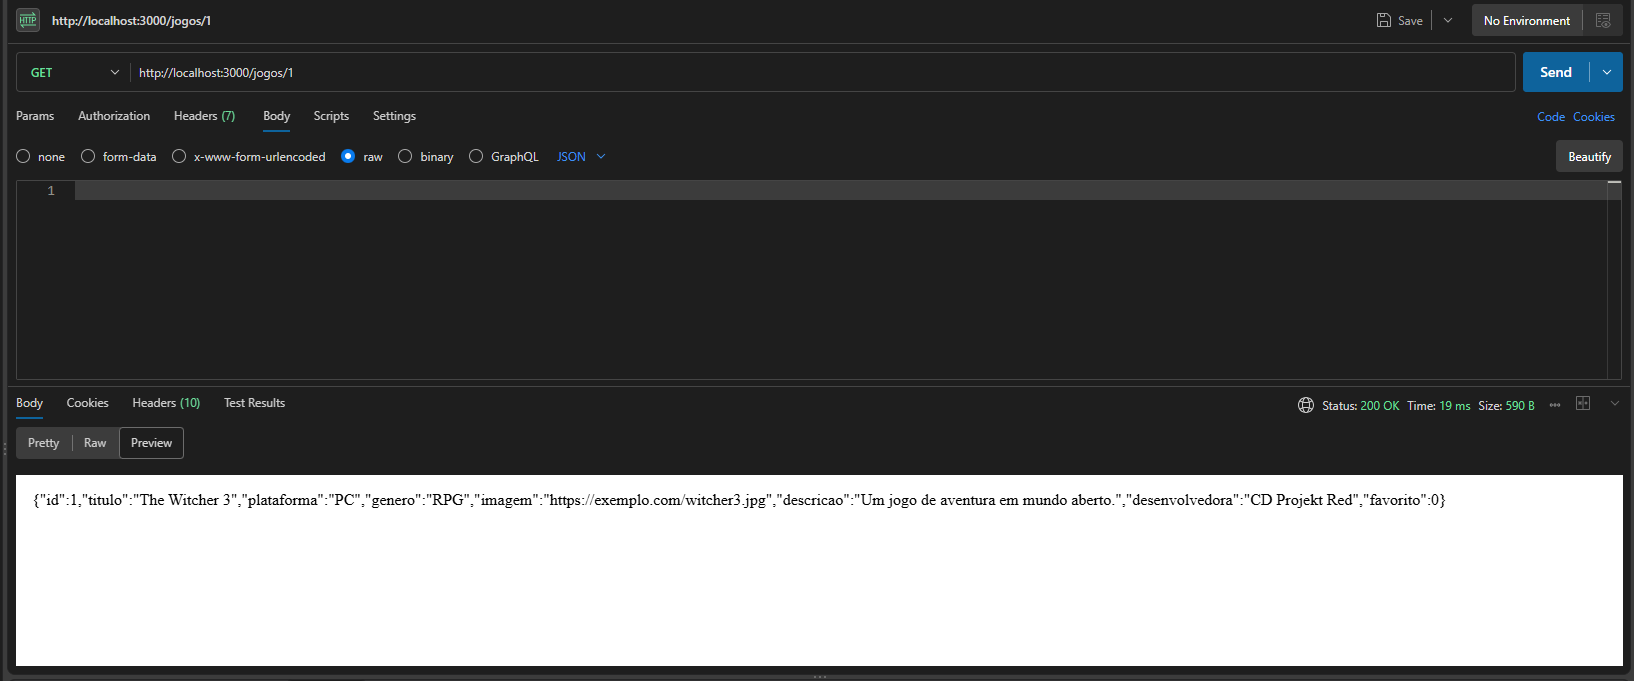 HTTP http://localhost:3000/jogos/1 Save No Environment
GET http://localhost:3000/jogos/1 Send
Params Authorization Headers (7) Body Scripts Settings Code Cookies
none form-data x-www-form-urlencoded raw binary GraphQL JSON Beautify
1
Body Cookies Headers (10) Test Results Status: 200 OK Time: 19 ms Size: 590 B
Pretty Raw Preview
{"id":1,"titulo":"The Witcher 3","plataforma":"PC","genero":"RPG","imagem":"https://exemplo.com/witcher3.jpg","descricao":"Um jogo de aventura em mundo aberto.","desenvolvedora":"CD Projekt Red","favorito":0}